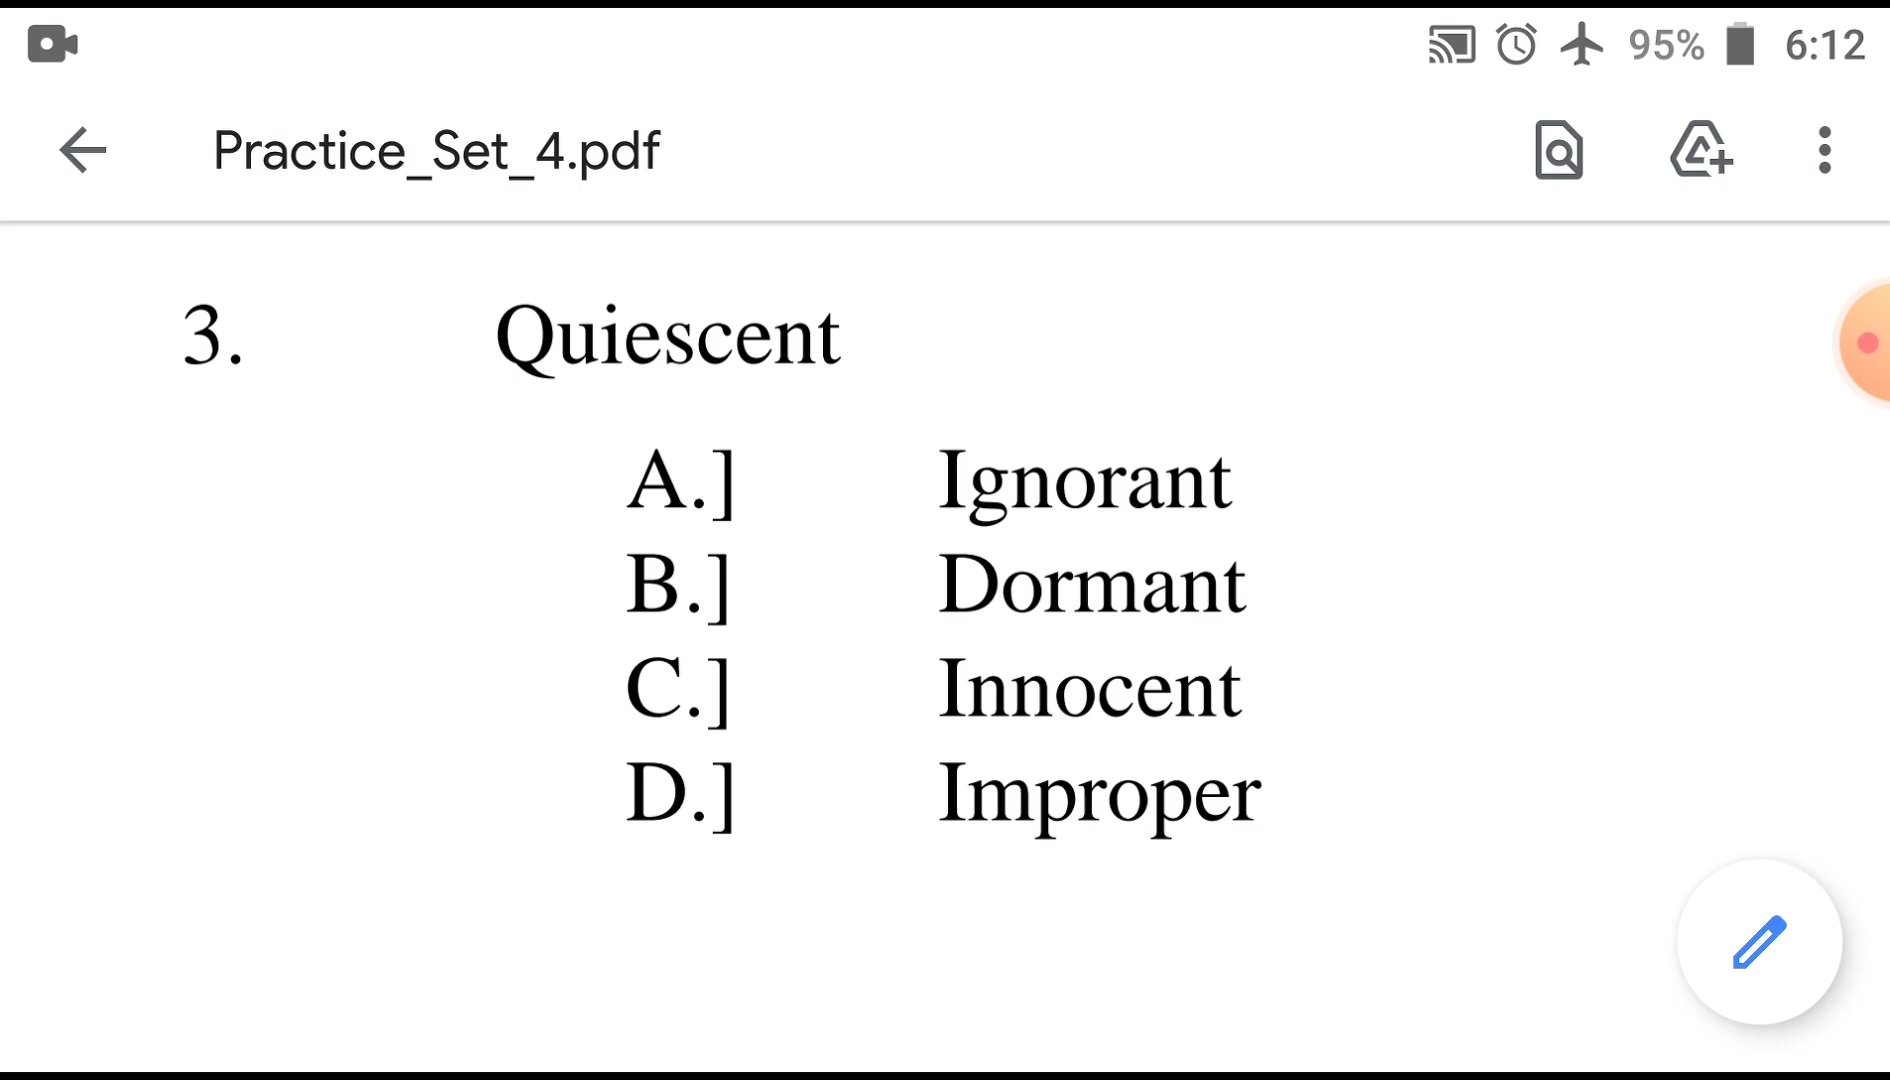 95% 6:12
Practice_Set_4.pdf
3. Quiescent
A.] Ignorant
B.] Dormant
C.] Innocent
D.] Improper